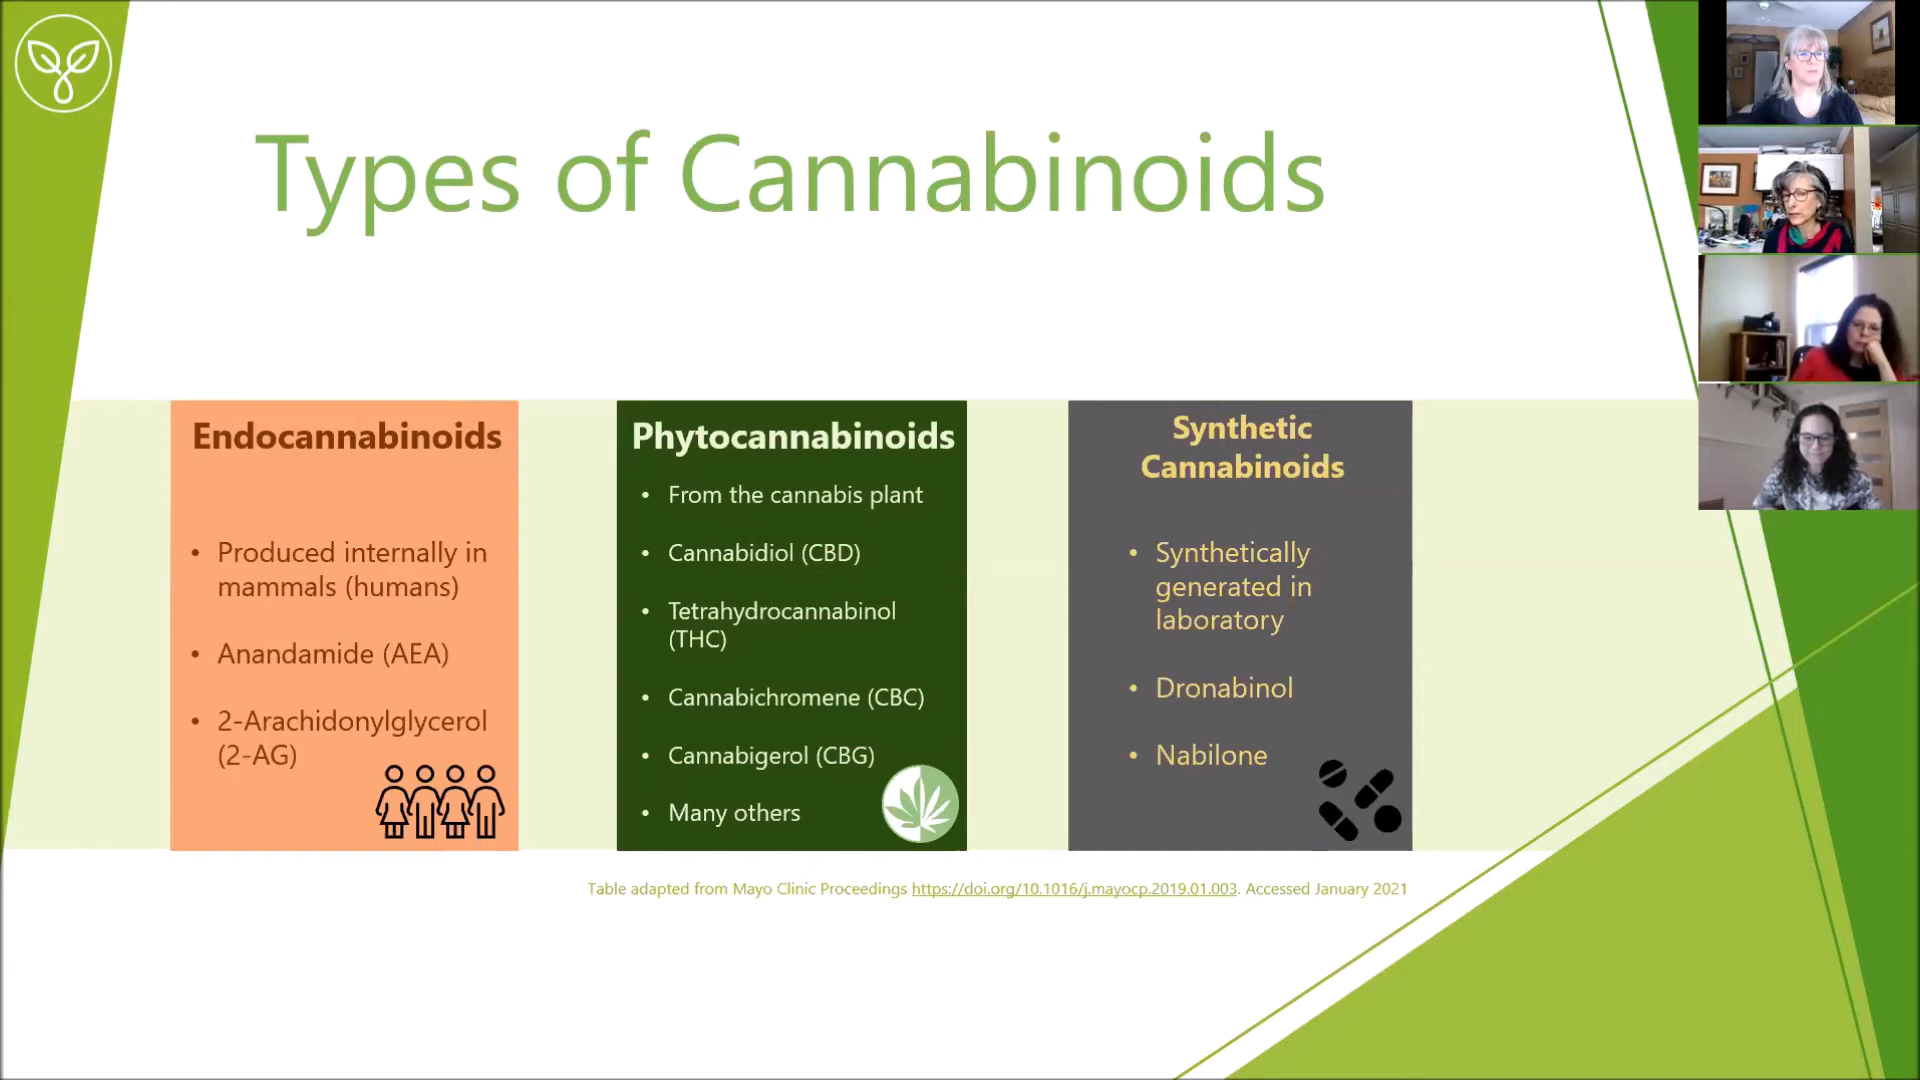 Types of Cannabinoids
Endocannabinoids
• Produced internally in
mammals (humans)
• Anandamide (AEA)
• 2-Arachidonylglycerol
(2-AG)
Phytocannabinoids
• From the cannabis plant
• Cannabidiol (CBD)
• Tetrahydrocannabinol
(THC)
• Cannabichromene (CBC)
• Cannabigerol (CBG)
• Many others
Synthetic
Cannabinoids
• Synthetically
generated in
laboratory
• Dronabinol
• Nabilone
Table adapted from Mayo Clinic Proceedings https://doi.org/10.1016/j.mayocp.2019.01.003. Accessed January 2021